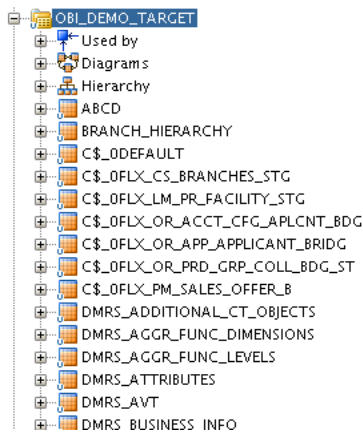 OBI_DEMO_TARGET
Used by
Diagrams
Hierarchy
ABCD
BRANCH_HIERARCHY
C$_0DEFAULT
C$_0FLX_CS_BRANCHES_STG
C$_0FLX_LM_PR_FACILITY_STG
C$_0FLX_OR_ACCT_CFG_APLCNT_BDG
C$_0FLX_OR_APP_APPLICANT_BRIDG
C$_0FLX_OR_PRD_GRP_COLL_BDG_ST
C$_0FLX_PM_SALES_OFFER_B
DMRS_ADDITIONAL_CT_OBJECTS
DMRS_AGGR_FUNC_DIMENSIONS
DMRS_AGGR_FUNC_LEVELS
DMRS_ATTRIBUTES
DMRS_AVT
DMRS_BUSINESS_INFO